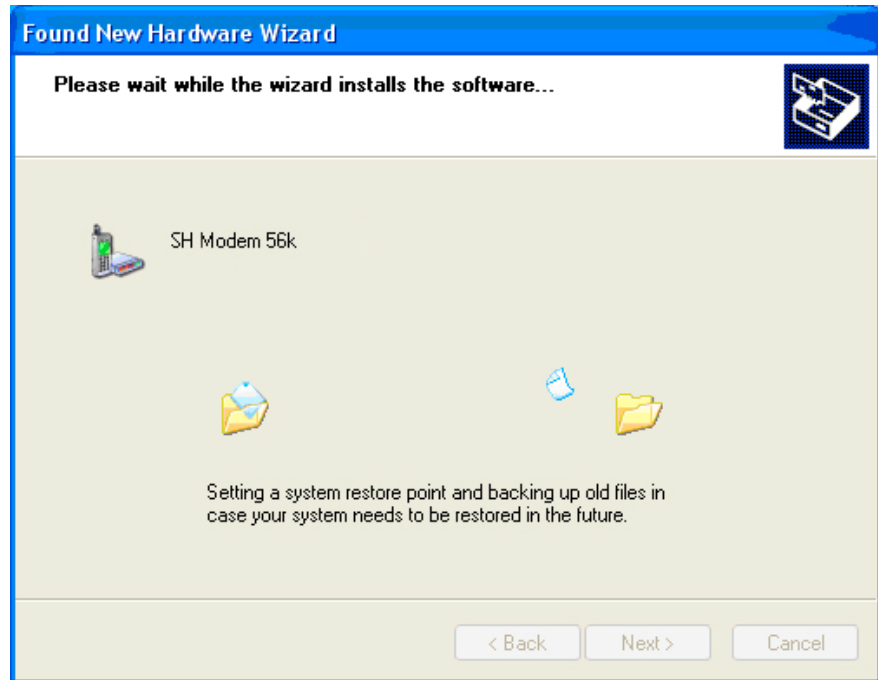 Found New Hardware Wizard
Please wait while the wizard installs the software...
SH Modem 56k
Setting a system restore point and backing up old files in
case your system needs to be restored in the future.
< Back Next > Cancel